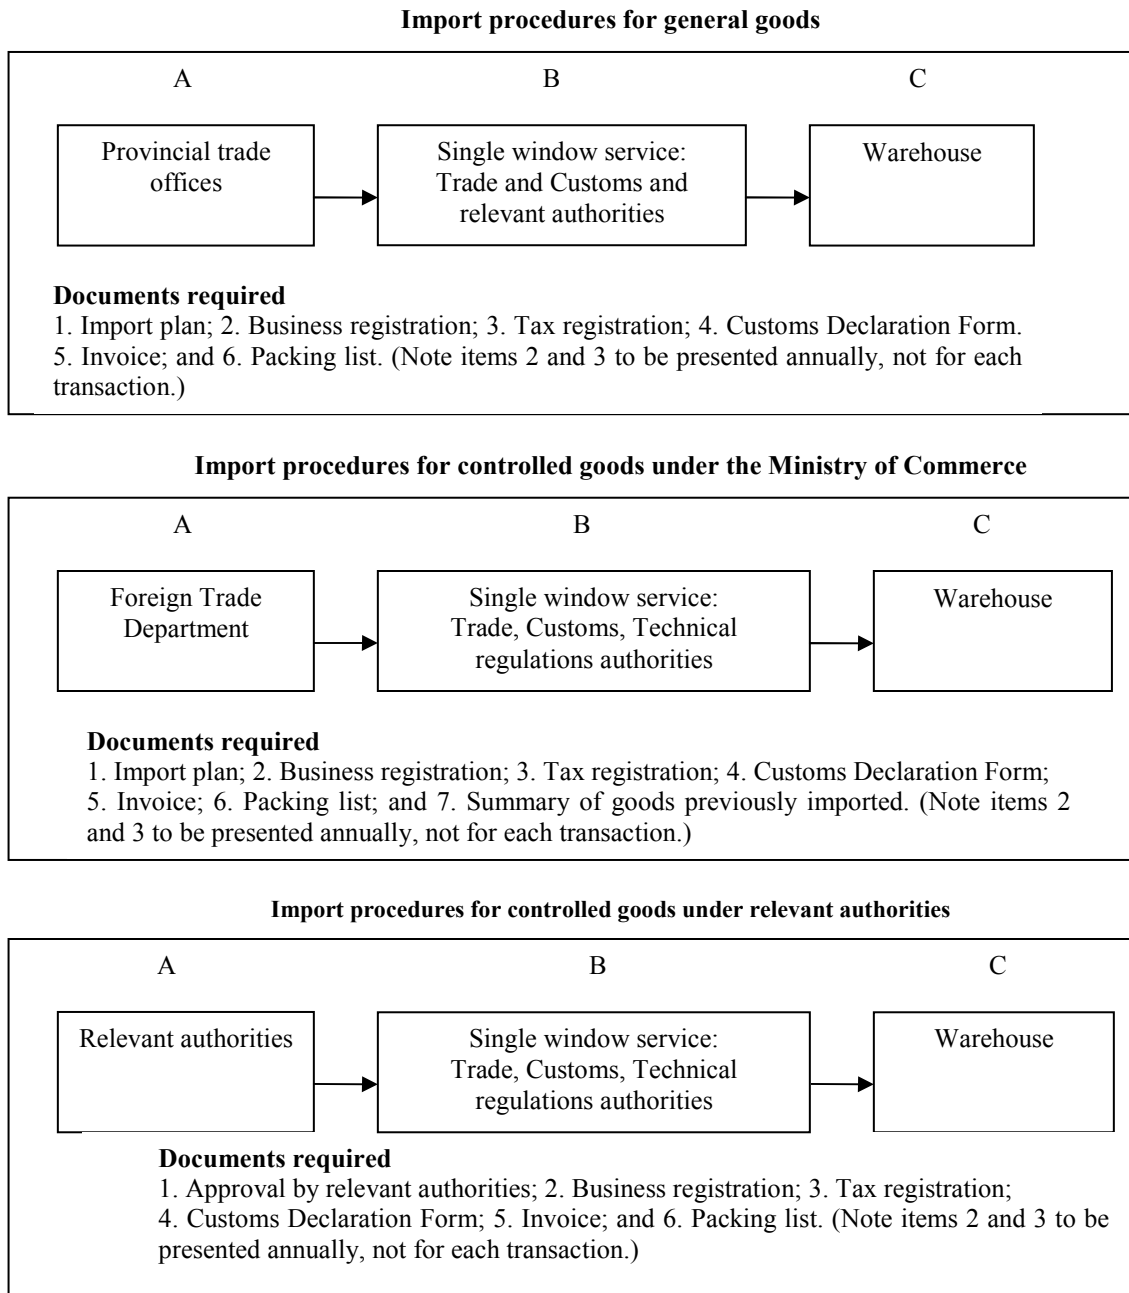 Import procedures for general goods
A
B
C
Provincial trade
offices
Single window service:
Trade and Customs and
relevant authorities
Warehouse
Documents required
1. Import plan; 2. Business registration; 3. Tax registration; 4. Customs Declaration Form.
5. Invoice; and 6. Packing list. (Note items 2 and 3 to be presented annually, not for each
transaction.)
Import procedures for controlled goods under the Ministry of Commerce
A
B
C
Foreign Trade
Department
Single window service:
Trade, Customs, Technical
regulations authorities
Warehouse
Documents required
1. Import plan; 2. Business registration; 3. Tax registration; 4. Customs Declaration Form;
5. Invoice; 6. Packing list; and 7. Summary of goods previously imported. (Note items 2
and 3 to be presented annually, not for each transaction.)
Import procedures for controlled goods under relevant authorities
A
B
C
Relevant authorities
Single window service:
Trade, Customs, Technical
regulations authorities
Warehouse
Documents required
1. Approval by relevant authorities; 2. Business registration; 3. Tax registration;
4. Customs Declaration Form; 5. Invoice; and 6. Packing list. (Note items 2 and 3 to be
presented annually, not for each transaction.)